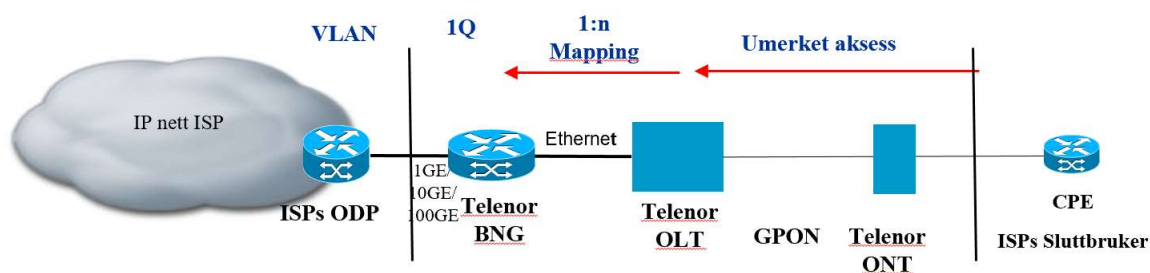 VLAN
1Q
1:n
Mapping
Umerket aksess
IP nett ISP
Ethernet
1GE/
10GE/
100GE
ISPs ODP
Telenor
BNG
Telenor
OLT
GPON
Telenor
ONT
CPE
ISPs Sluttbruker